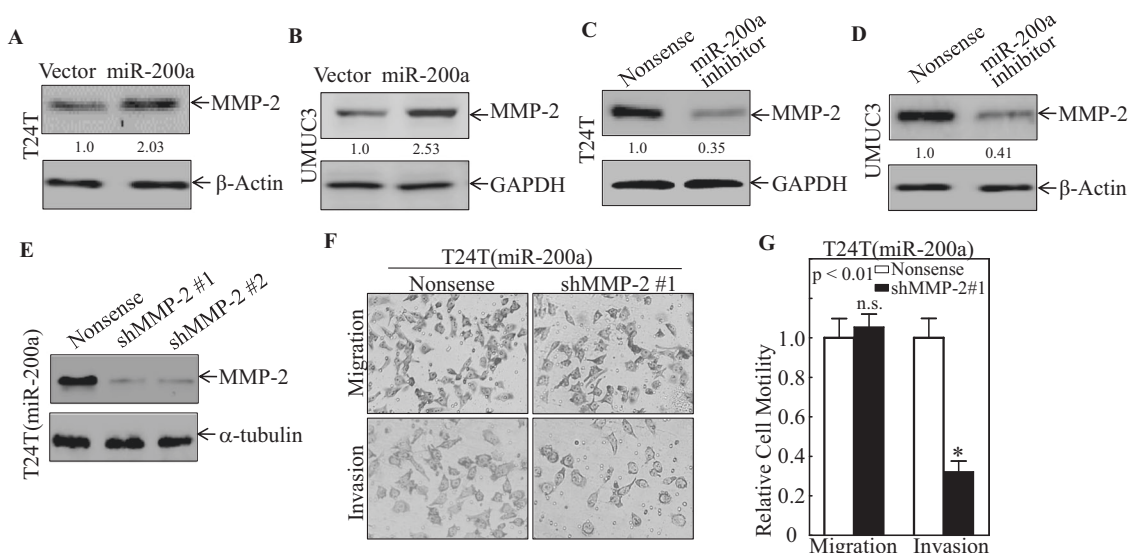 A
Vector miR-200a
T24T
MMP-2
1.0 2.03
β-Actin
B
Vector miR-200a
UMUC3
MMP-2
1.0 2.53
GAPDH
C
Nonsense
miR-200a
inhibitor
T24T
MMP-2
1.0 0.35
GAPDH
D
Nonsense
miR-200a
inhibitor
UMUC3
MMP-2
1.0 0.41
β-Actin
E
Nonsense
shMMP-2 #1
shMMP-2 #2
T24T(miR-200a)
MMP-2
α-tubulin
F
T24T(miR-200a)
Nonsense shMMP-2 #1
Migration
Invasion
G
T24T(miR-200a)
p < 0.01
Nonsense
shMMP-2#1
n.s.
*
Relative Cell Motility
1.0
0.8
0.6
0.4
0.2
0
Migration Invasion